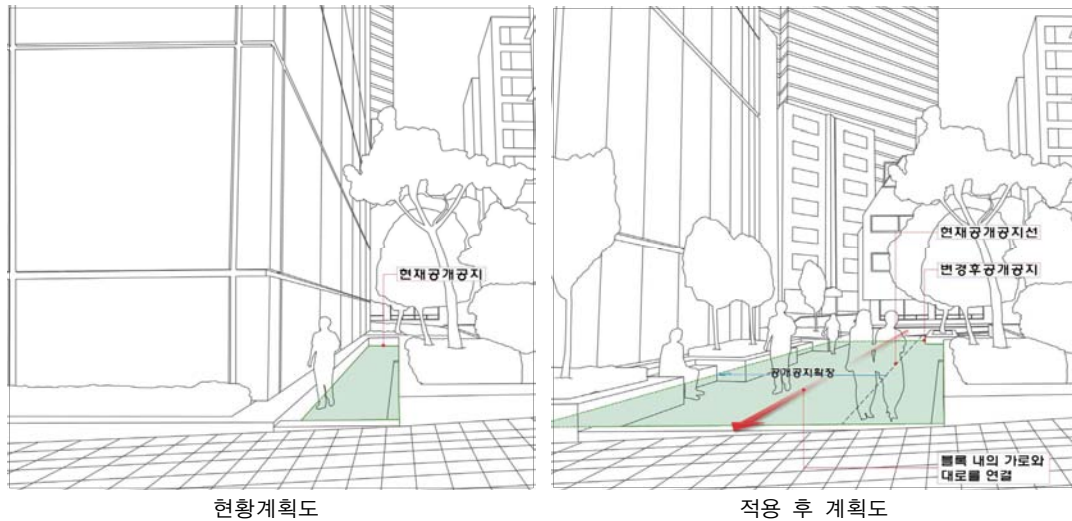 현재공개공지
현황계획도
현재공개공지선
변경후공개공지
공개공지확장
블록 내의 가로와
대로를 연결
적용 후 계획도